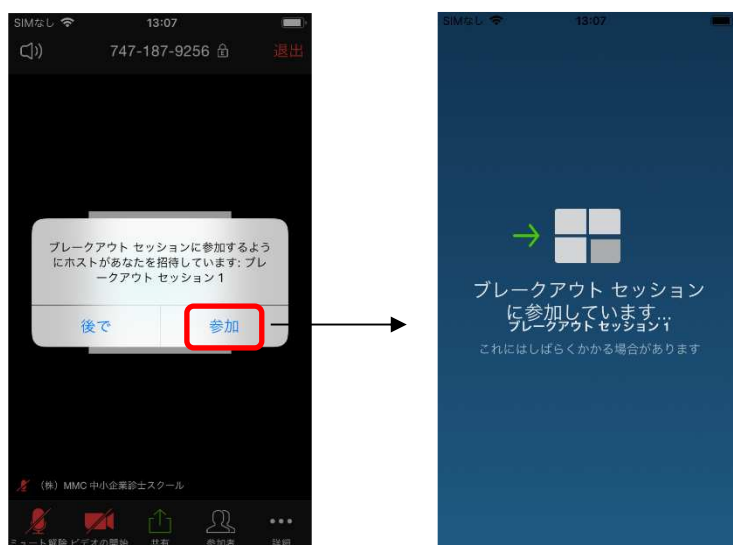 SIMなし 13:07
747-187-9256 退出
ブレークアウト セッションに参加するよう
にホストがあなたを招待しています: ブレ
ークアウト セッション 1
後で 参加
(株) MMC 中小企業診士スクール
ミュート解除 ビデオの開始 共有 参加者 詳細
SIMなし 13:07
ブレークアウト セッション
に参加しています...
ブレークアウト セッション 1
これにはしばらくかかる場合があります